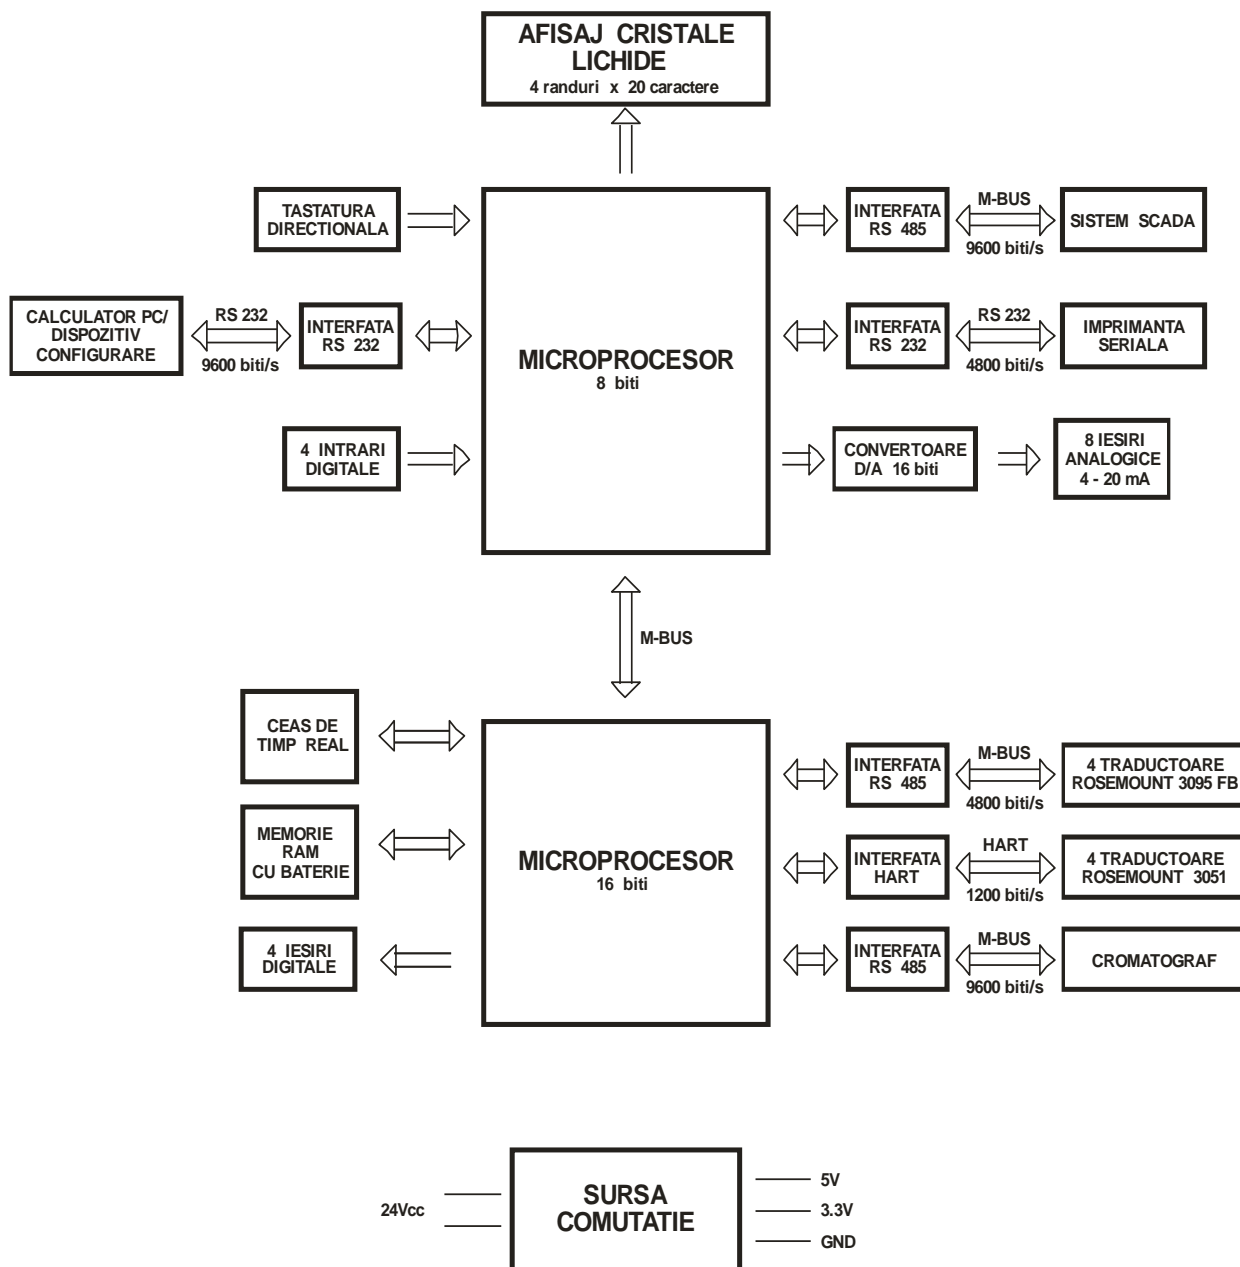 AFISAJ CRISTALE
LICHIDE
4 randuri x 20 caractere
TASTATURA
DIRECTIONALA
CALCULATOR PC/
DISPOZITIV
CONFIGURARE
RS 232
9600 biti/s
INTERFATA
RS 232
4 INTRARI
DIGITALE
MICROPROCESOR
8 biti
INTERFATA
RS 485
M-BUS
9600 biti/s
SISTEM SCADA
INTERFATA
RS 232
RS 232
4800 biti/s
IMPRIMANTA
SERIALA
CONVERTOARE
D/A 16 biti
8 IESIRI
ANALOGICE
4 - 20 mA
M-BUS
CEAS DE
TIMP REAL
MEMORIE
RAM
CU BATERIE
4 IESIRI
DIGITALE
MICROPROCESOR
16 biti
INTERFATA
RS 485
M-BUS
4800 biti/s
4 TRADUCTOARE
ROSEMOUNT 3095 FB
INTERFATA
HART
HART
1200 biti/s
4 TRADUCTOARE
ROSEMOUNT 3051
INTERFATA
RS 485
M-BUS
9600 biti/s
CROMATOGRAF
24Vcc
SURSA
COMUTATIE
5V
3.3V
GND